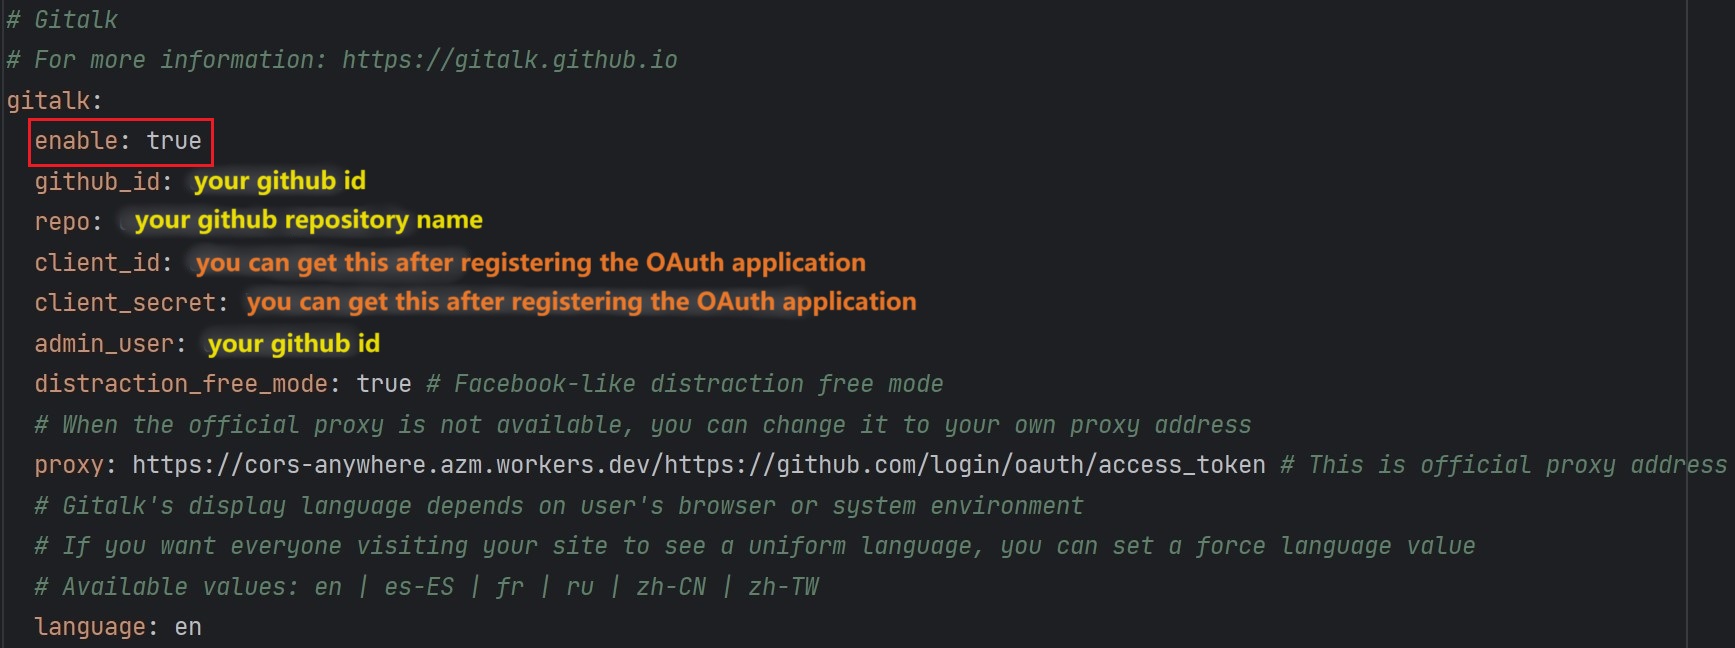 # Gitalk
# For more information: https://gitalk.github.io
gitalk:
enable: true
github_id: your github id
repo: your github repository name
client_id: you can get this after registering the OAuth application
client_secret: you can get this after registering the OAuth application
admin_user: your github id
distraction_free_mode: true # Facebook-like distraction free mode
# When the official proxy is not available, you can change it to your own proxy address
proxy: https://cors-anywhere.azm.workers.dev/https://github.com/login/oauth/access_token # This is official proxy address
# Gitalk's display language depends on user's browser or system environment
# If you want everyone visiting your site to see a uniform language, you can set a force language value
# Available values: en | es-ES | fr | ru | zh-CN | zh-TW
language: en